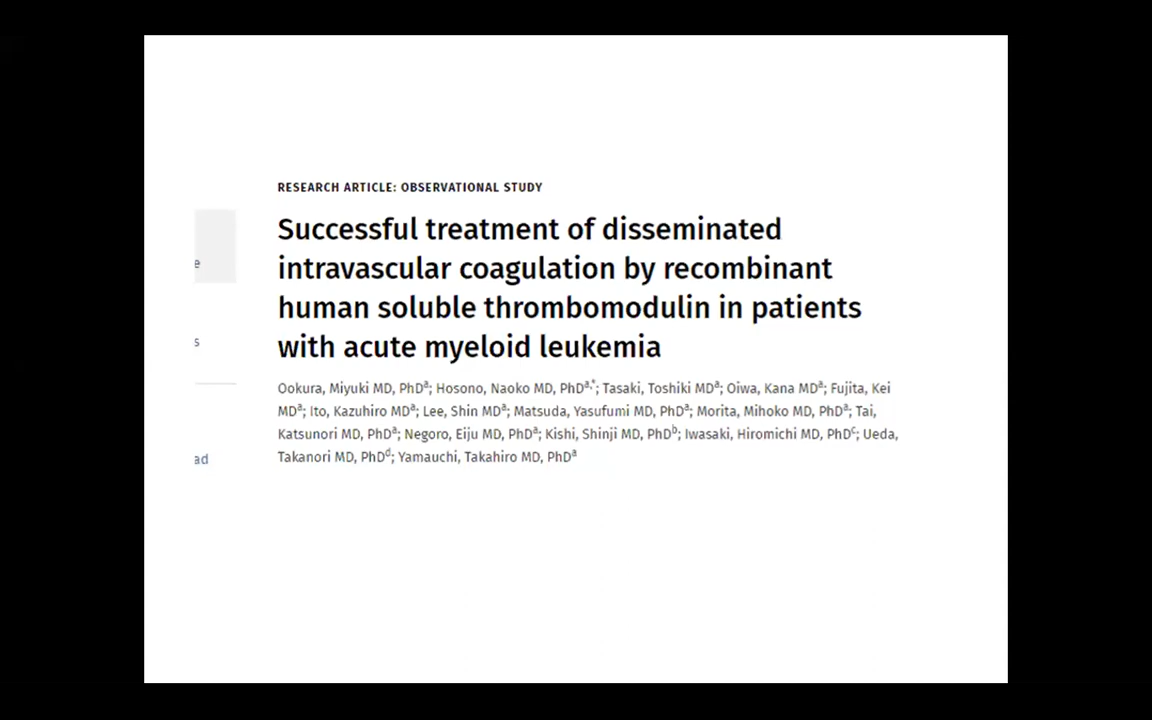 RESEARCH ARTICLE: OBSERVATIONAL STUDY
Successful treatment of disseminated
intravascular coagulation by recombinant
human soluble thrombomodulin in patients
with acute myeloid leukemia
Ookura, Miyuki MD, PhDᵃ; Hosono, Naoko MD, PhDᵃ,*; Tasaki, Toshiki MDᵃ; Oiwa, Kana MDᵃ; Fujita, Kei
MDᵃ; Ito, Kazuhiro MDᵃ; Lee, Shin MDᵃ; Matsuda, Yasufumi MD, PhDᵃ; Morita, Mihoko MD, PhDᵃ; Tai,
Katsunori MD, PhDᵃ; Negoro, Eiju MD, PhDᵃ; Kishi, Shinji MD, PhDᵇ; Iwasaki, Hiromichi MD, PhDᶜ; Ueda,
Takanori MD, PhDᵈ; Yamauchi, Takahiro MD, PhDᵃ
e
s
ad